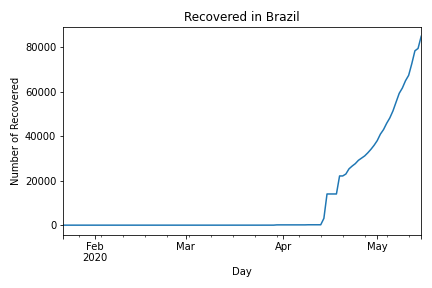 Recovered in Brazil
Number of Recovered
80000
60000
40000
20000
0
Feb
2020
Mar
Apr
May
Day